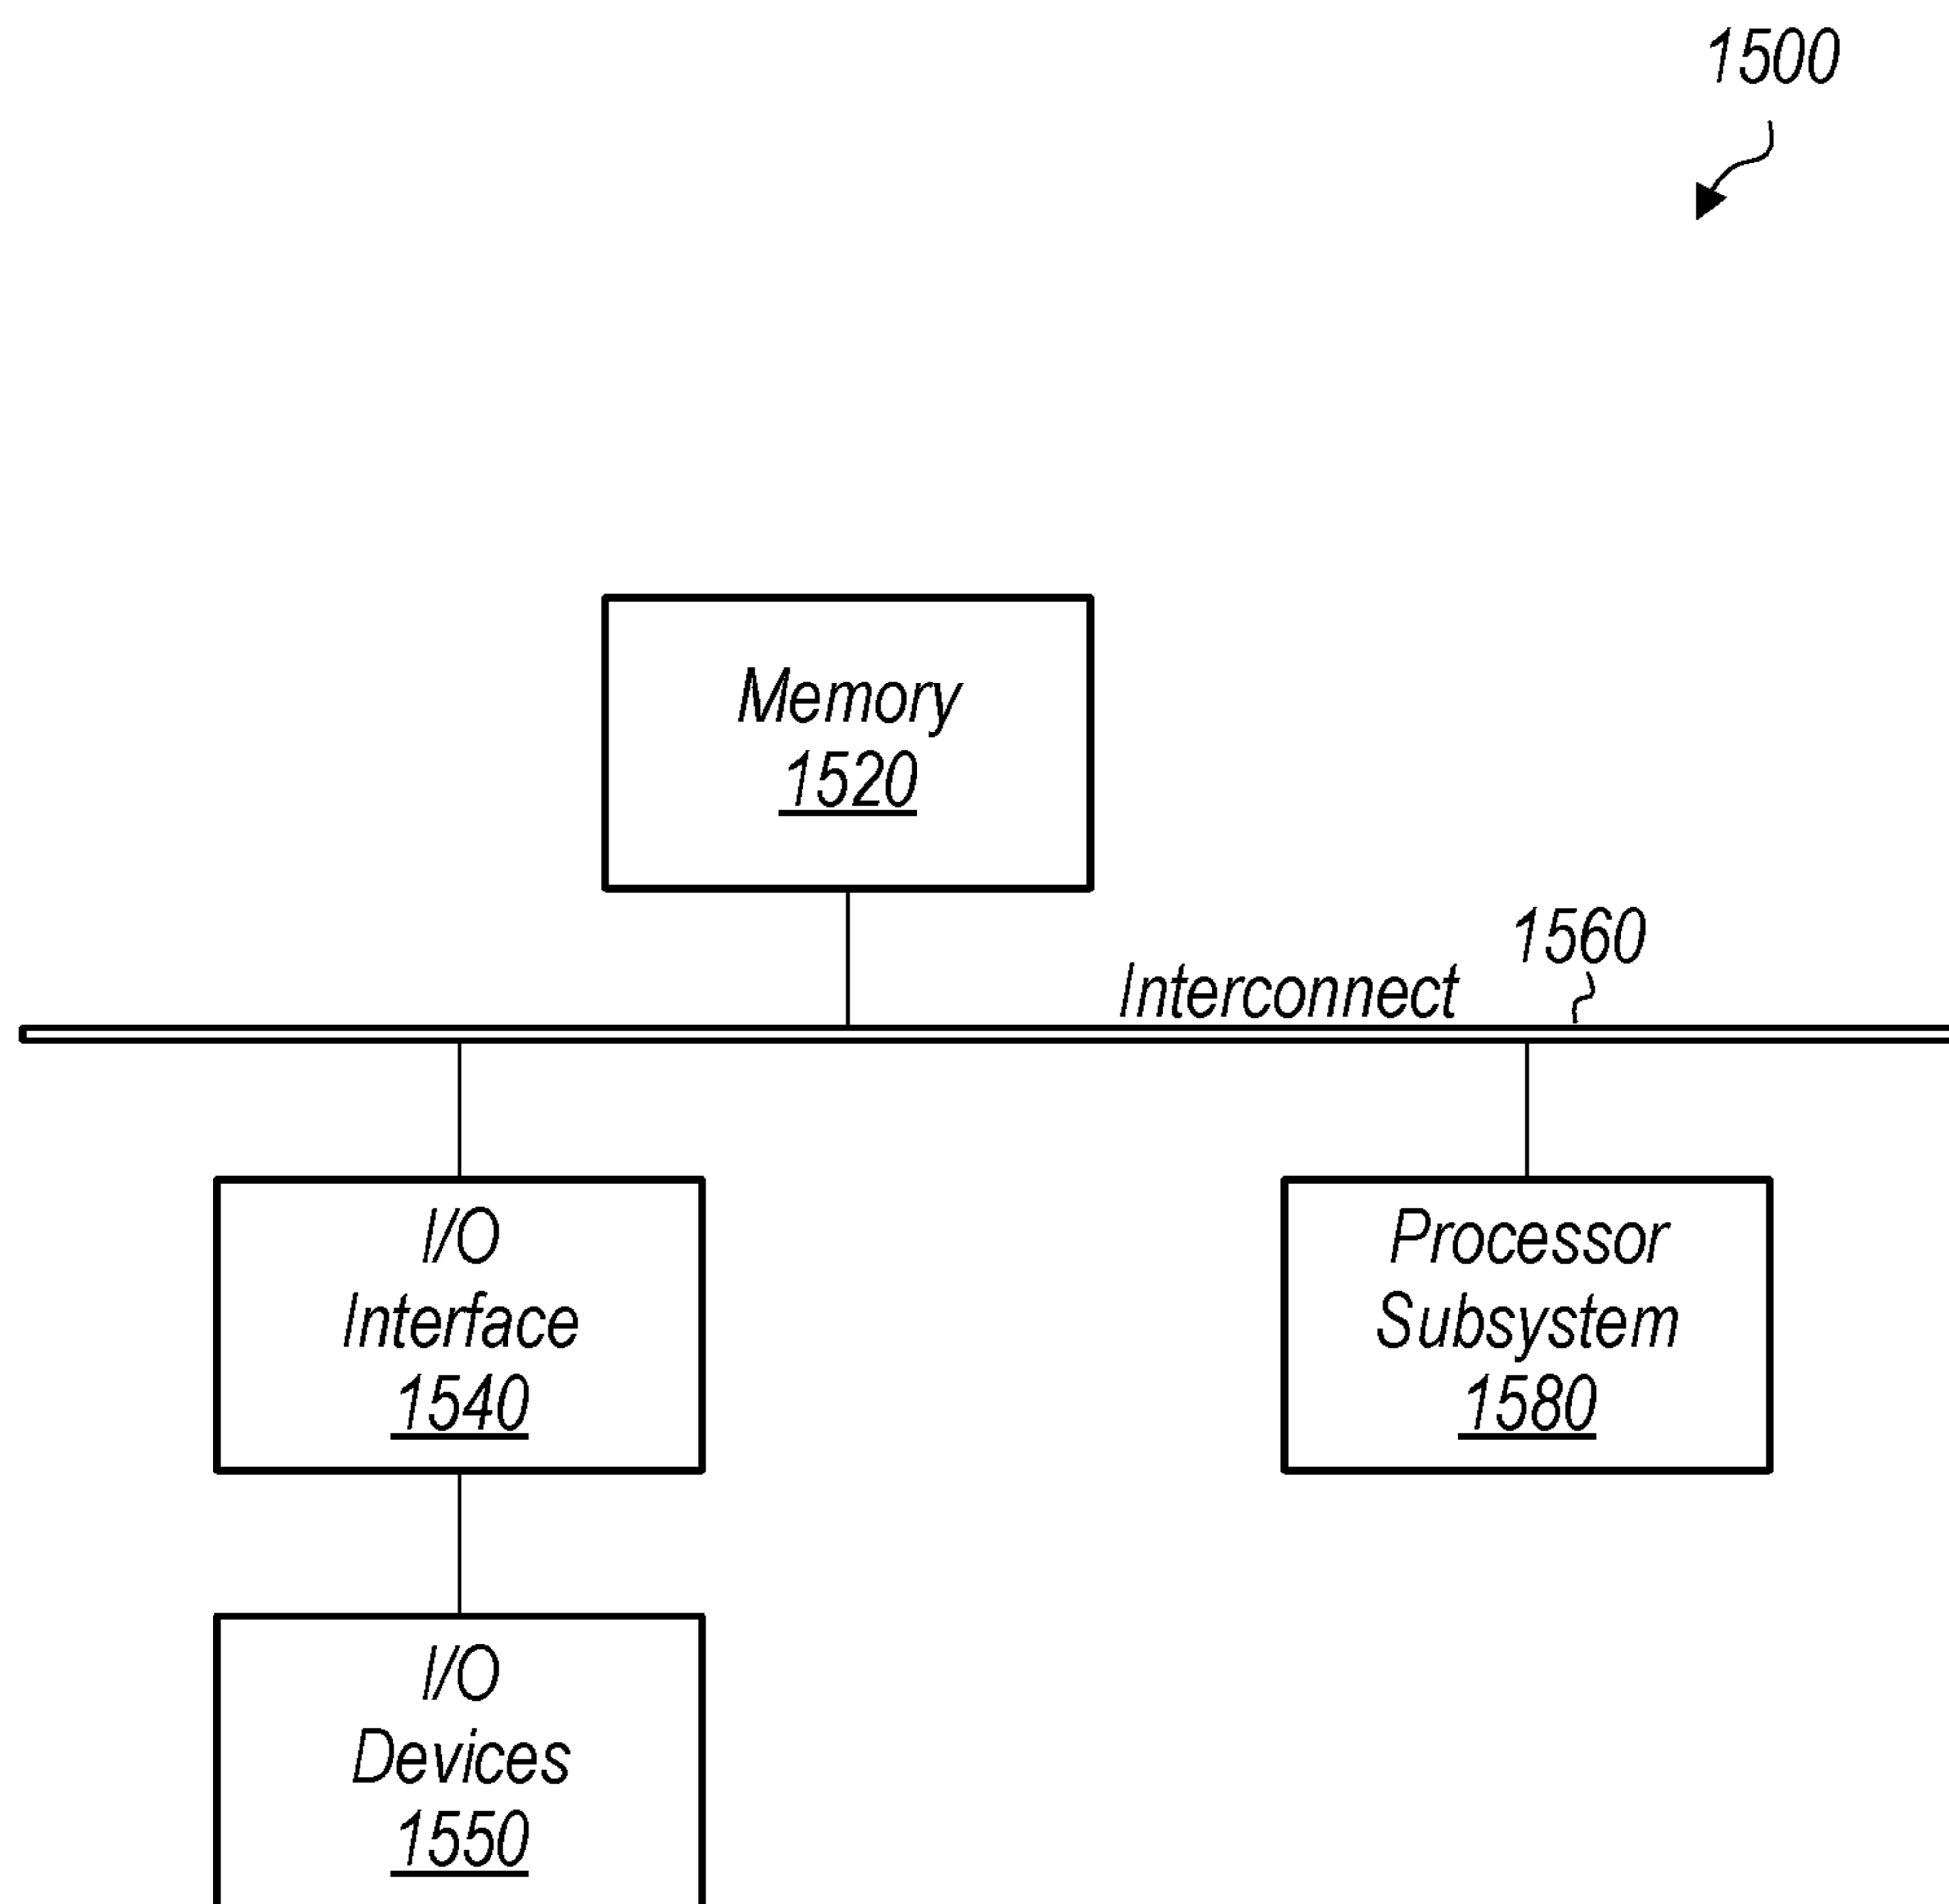 1500
Memory
1520
1560
Interconnect
I/O
Interface
1540
Processor
Subsystem
1580
I/O
Devices
1550